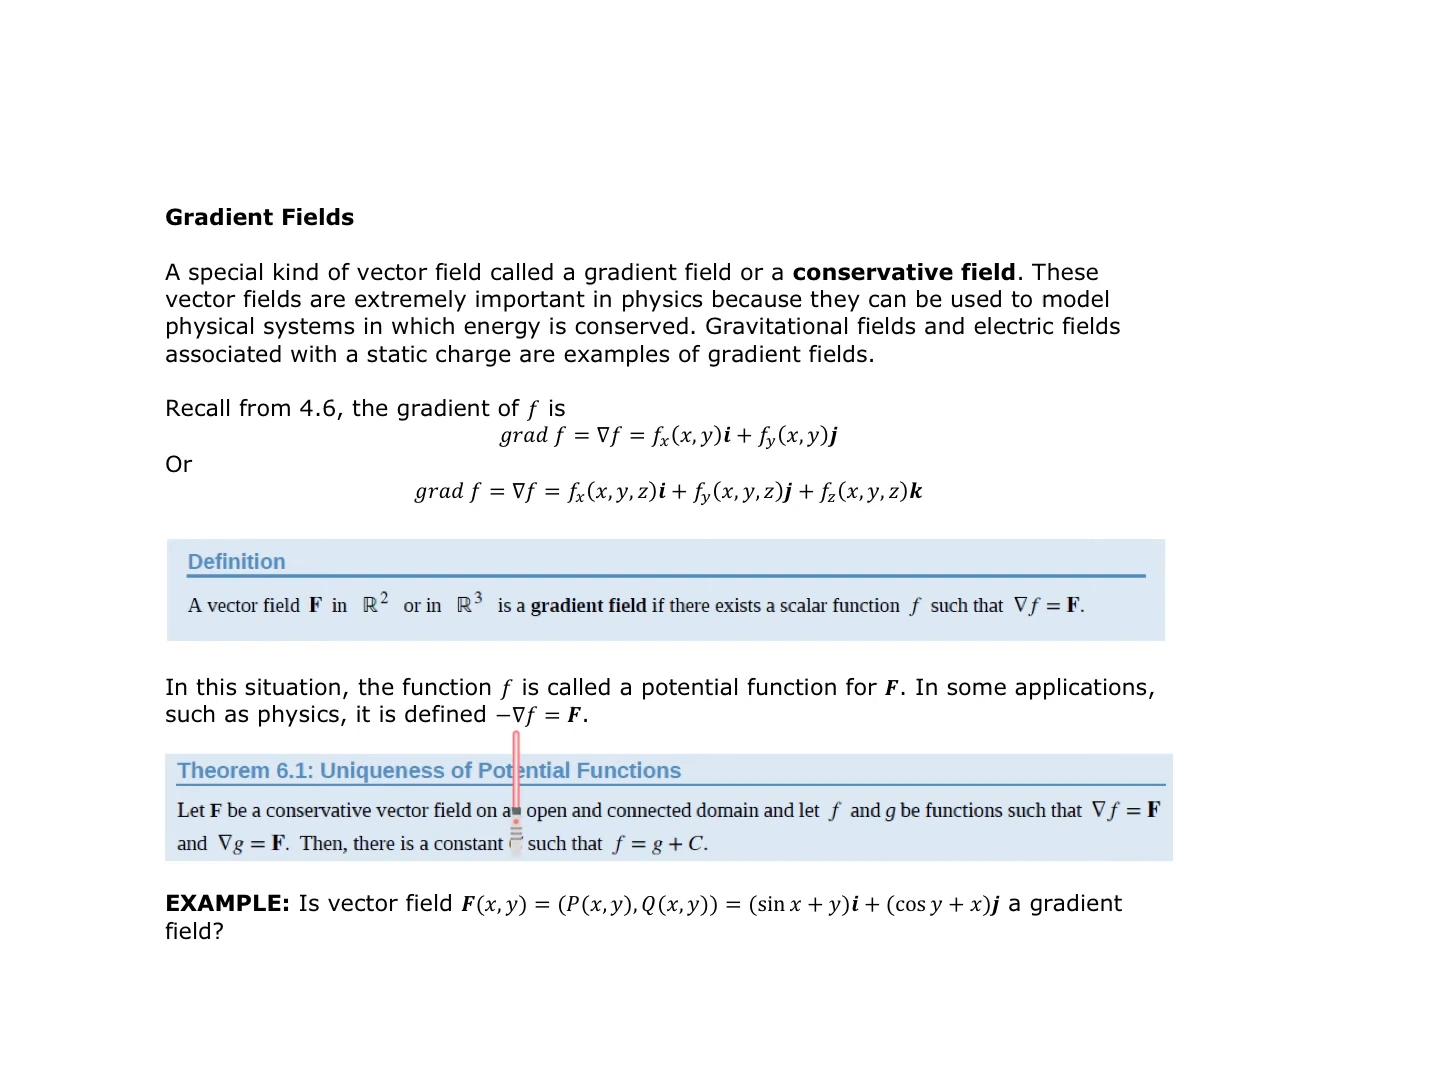 Gradient Fields
A special kind of vector field called a gradient field or a conservative field. These
vector fields are extremely important in physics because they can be used to model
physical systems in which energy is conserved. Gravitational fields and electric fields
associated with a static charge are examples of gradient fields.
Recall from 4.6, the gradient of f is
grad f = ∇f = fₓ(x, y)i + f_y(x, y)j
Or
grad f = ∇f = fₓ(x, y, z)i + f_y(x, y, z)j + f_z(x, y, z)k
Definition
A vector field F in ℝ² or in ℝ³ is a gradient field if there exists a scalar function f such that ∇f = F.
In this situation, the function f is called a potential function for F. In some applications,
such as physics, it is defined −∇f = F.
Theorem 6.1: Uniqueness of Potential Functions
Let F be a conservative vector field on an open and connected domain and let f and g be functions such that ∇f = F
and ∇g = F. Then, there is a constant such that f = g + C.
EXAMPLE: Is vector field F(x, y) = (P(x, y), Q(x, y)) = (sin x + y)i + (cos y + x)j a gradient
field?